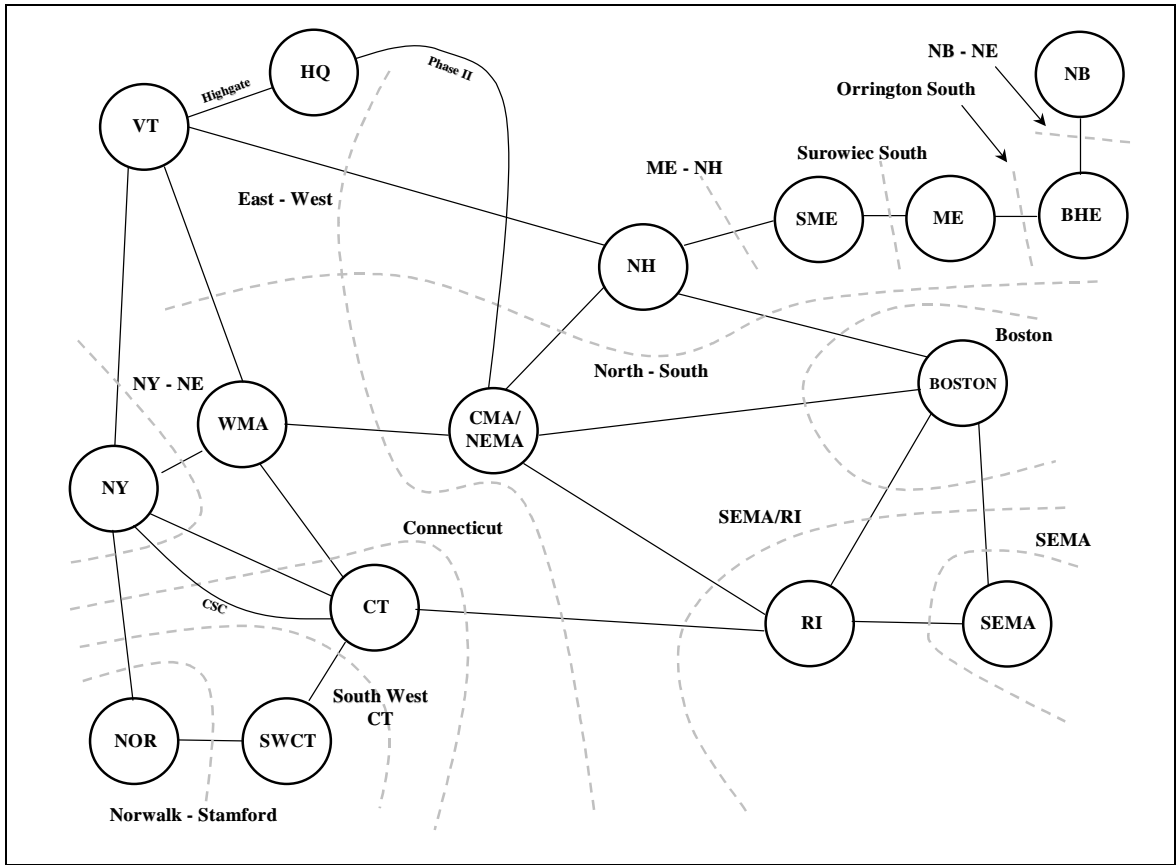 NB - NE
HQ
Phase II
NB
Highgate
Orrington South
VT
Surowiec South
ME - NH
East - West
SME
ME
BHE
NH
Boston
North - South
NY - NE
BOSTON
WMA
CMA/
NEMA
NY
SEMA/RI
Connecticut
SEMA
CSC
CT
RI
SEMA
South West
CT
NOR
SWCT
Norwalk - Stamford